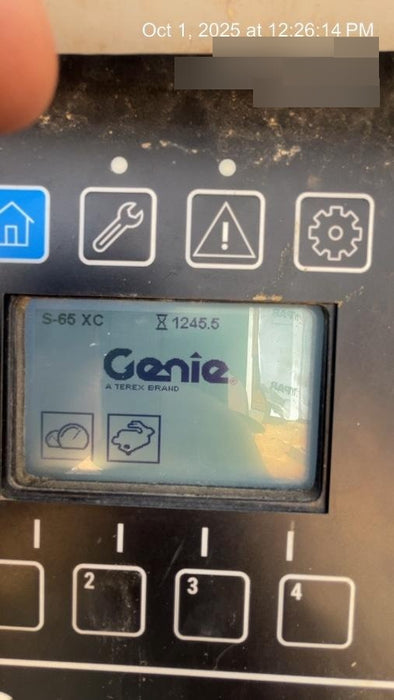 Oct 1, 2025 at 12:26:14 PM
S-65 XC 1245.5
Genie®
A TEREX BRAND
2 3 4